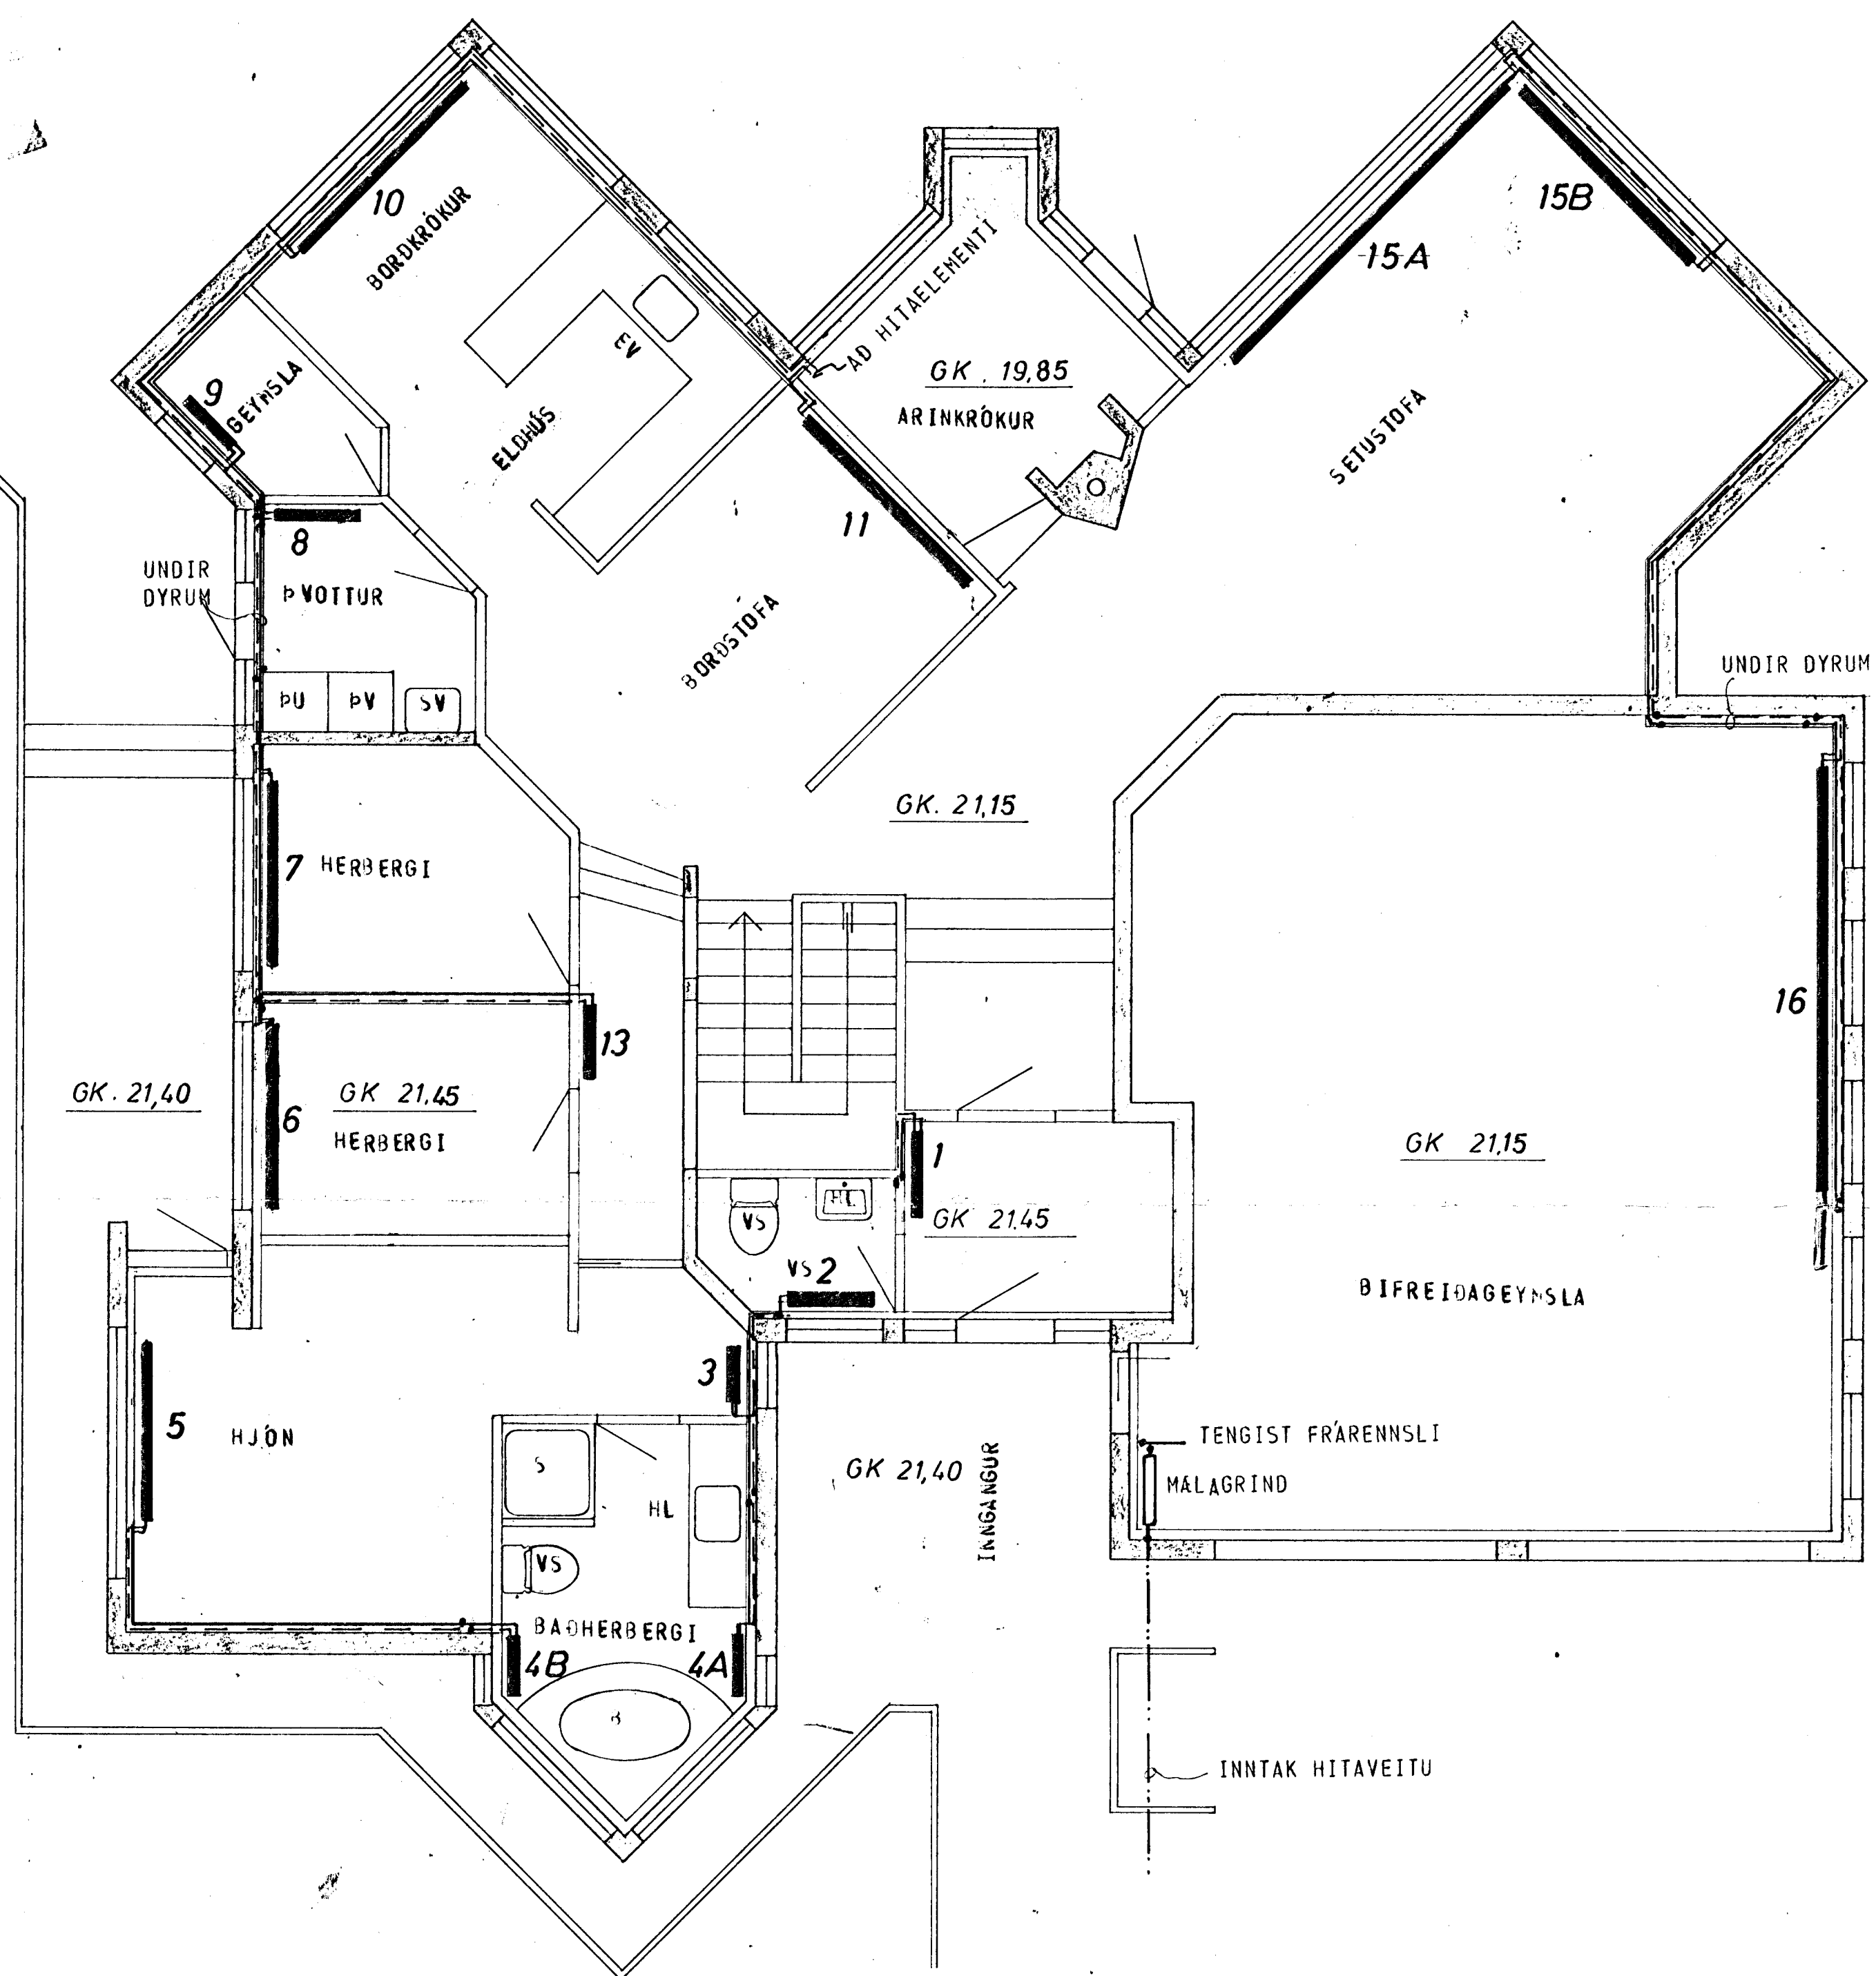 10
BORÐKRÓKUR
15B
15A
AÐ HITAELEMENTI
GK. 19,85
ARINKRÓKUR
EV
9
GEYMSLA
ELDHÚS
SETUSTOFA
11
8
UNDIR
DYRUM
ÞVOTTUR
BORÐSTOFA
UNDIR DYRUM
ÞU
ÞV
SV
GK. 21,15
7
HERBERGI
16
13
GK. 21,40
GK 21,45
6
HERBERGI
1
GK 21,15
VS
HL
GK 21,45
VS
2
BIFREIÐAGEYMSLA
3
5
HJÓN
TENGIST FRÁRENNSLI
S
GK 21,40
INNGANGUR
MÆLAGRIND
HL
VS
BAÐHERBERGI
4B
4A
B
INNTAK HITAVEITU